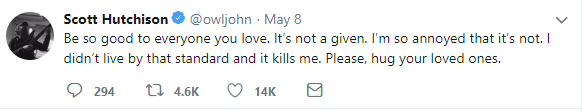 Scott Hutchison @owljohn · May 8
Be so good to everyone you love. It's not a given. I'm so annoyed that it's not. I
didn't live by that standard and it kills me. Please, hug your loved ones.
294 4.6K 14K